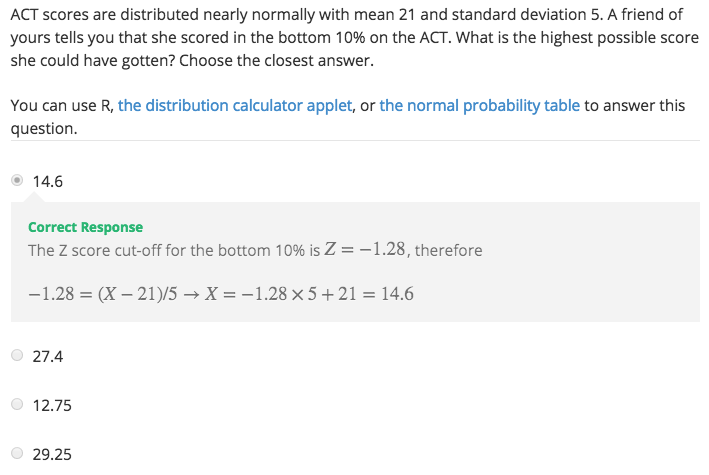 ACT scores are distributed nearly normally with mean 21 and standard deviation 5. A friend of
yours tells you that she scored in the bottom 10% on the ACT. What is the highest possible score
she could have gotten? Choose the closest answer.
You can use R, the distribution calculator applet, or the normal probability table to answer this
question.
14.6
Correct Response
The Z score cut-off for the bottom 10% is Z = −1.28, therefore
−1.28 = (X − 21)/5 → X = −1.28 × 5 + 21 = 14.6
27.4
12.75
29.25